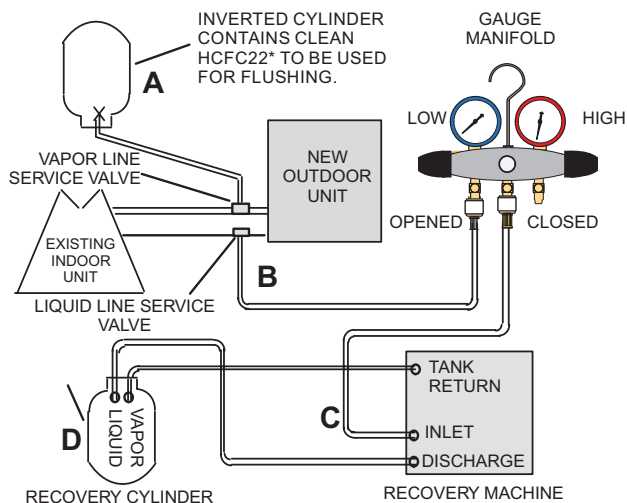 INVERTED CYLINDER
CONTAINS CLEAN
HCFC22* TO BE USED
FOR FLUSHING.
A
GAUGE
MANIFOLD
LOW
HIGH
VAPOR LINE
SERVICE VALVE
NEW
OUTDOOR
UNIT
OPENED
CLOSED
EXISTING
INDOOR
UNIT
B
LIQUID LINE SERVICE
VALVE
TANK
RETURN
C
D
LIQUID
VAPOR
INLET
DISCHARGE
RECOVERY CYLINDER
RECOVERY MACHINE